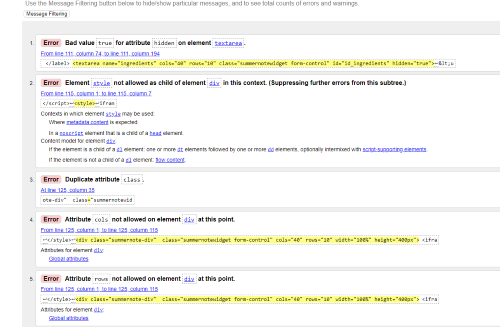 Use the Message Filtering button below to hide/show particular messages, and to see total counts of errors and warnings.
Message Filtering
1. Error Bad value true for attribute hidden on element textarea.
From line 111, column 74; to line 111, column 194
</label> <textarea name="ingredients" cols="40" rows="10" class="summernotewidget form-control" id="id_ingredients" hidden="true">↩&lt;u
2. Error Element style not allowed as child of element div in this context. (Suppressing further errors from this subtree.)
From line 115, column 1; to line 115, column 7
</script>↩<style>↩ifram
Contexts in which element style may be used:
Where metadata content is expected.
In a noscript element that is a child of a head element.
Content model for element div:
If the element is a child of a dl element: one or more dt elements followed by one or more dd elements, optionally intermixed with script-supporting elements.
If the element is not a child of a dl element: flow content.
3. Error Duplicate attribute class.
At line 125, column 35
ote-div" class="summernotewid
4. Error Attribute cols not allowed on element div at this point.
From line 125, column 1; to line 125, column 115
↩</style>↩<div class="summernote-div" class="summernotewidget form-control" cols="40" rows="10" width="100%" height="400px"> <ifra
Attributes for element div:
Global attributes
5. Error Attribute rows not allowed on element div at this point.
From line 125, column 1; to line 125, column 115
↩</style>↩<div class="summernote-div" class="summernotewidget form-control" cols="40" rows="10" width="100%" height="400px"> <ifra
Attributes for element div:
Global attributes